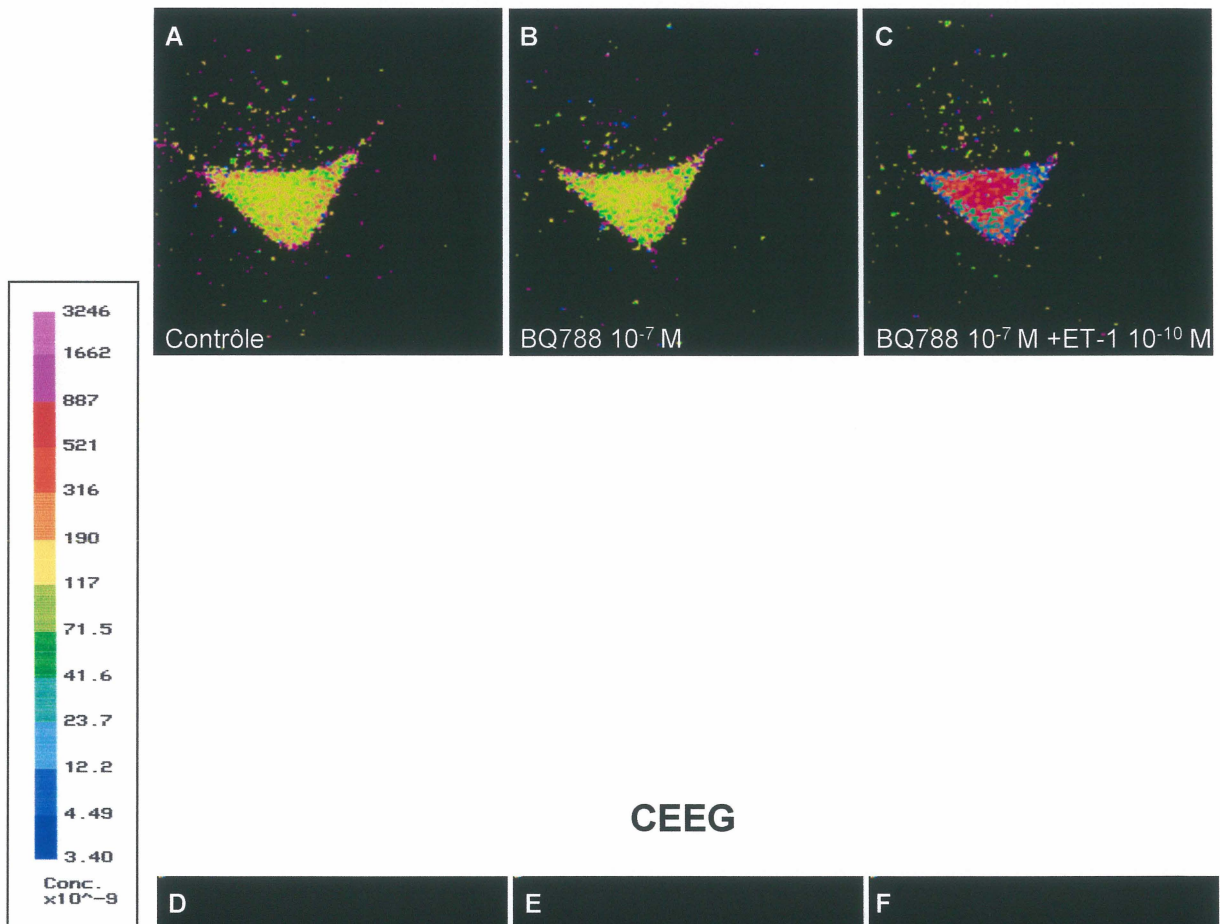 A
B
C
Contrôle
BQ788 10⁻⁷ M
BQ788 10⁻⁷ M +ET-1 10⁻¹⁰ M
3246
1662
887
521
316
190
117
71.5
41.6
23.7
12.2
4.49
3.40
Conc.
x10^-9
CEEG
D
E
F